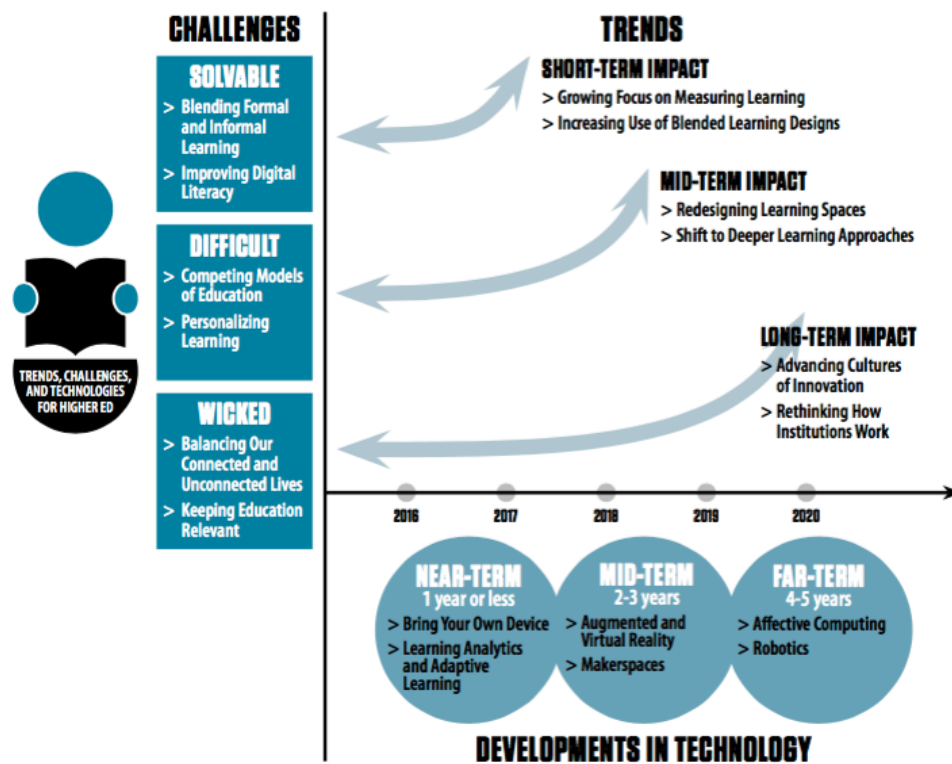 CHALLENGES
SOLVABLE
> Blending Formal
and Informal
Learning
> Improving Digital
Literacy
DIFFICULT
> Competing Models
of Education
> Personalizing
Learning
WICKED
> Balancing Our
Connected and
Unconnected Lives
> Keeping Education
Relevant
TRENDS, CHALLENGES,
AND TECHNOLOGIES
FOR HIGHER ED
TRENDS
SHORT-TERM IMPACT
> Growing Focus on Measuring Learning
> Increasing Use of Blended Learning Designs
MID-TERM IMPACT
> Redesigning Learning Spaces
> Shift to Deeper Learning Approaches
LONG-TERM IMPACT
> Advancing Cultures
of Innovation
> Rethinking How
Institutions Work
2016 2017 2018 2019 2020
NEAR-TERM
1 year or less
> Bring Your Own Device
> Learning Analytics
and Adaptive
Learning
MID-TERM
2-3 years
> Augmented and
Virtual Reality
> Makerspaces
FAR-TERM
4-5 years
> Affective Computing
> Robotics
DEVELOPMENTS IN TECHNOLOGY